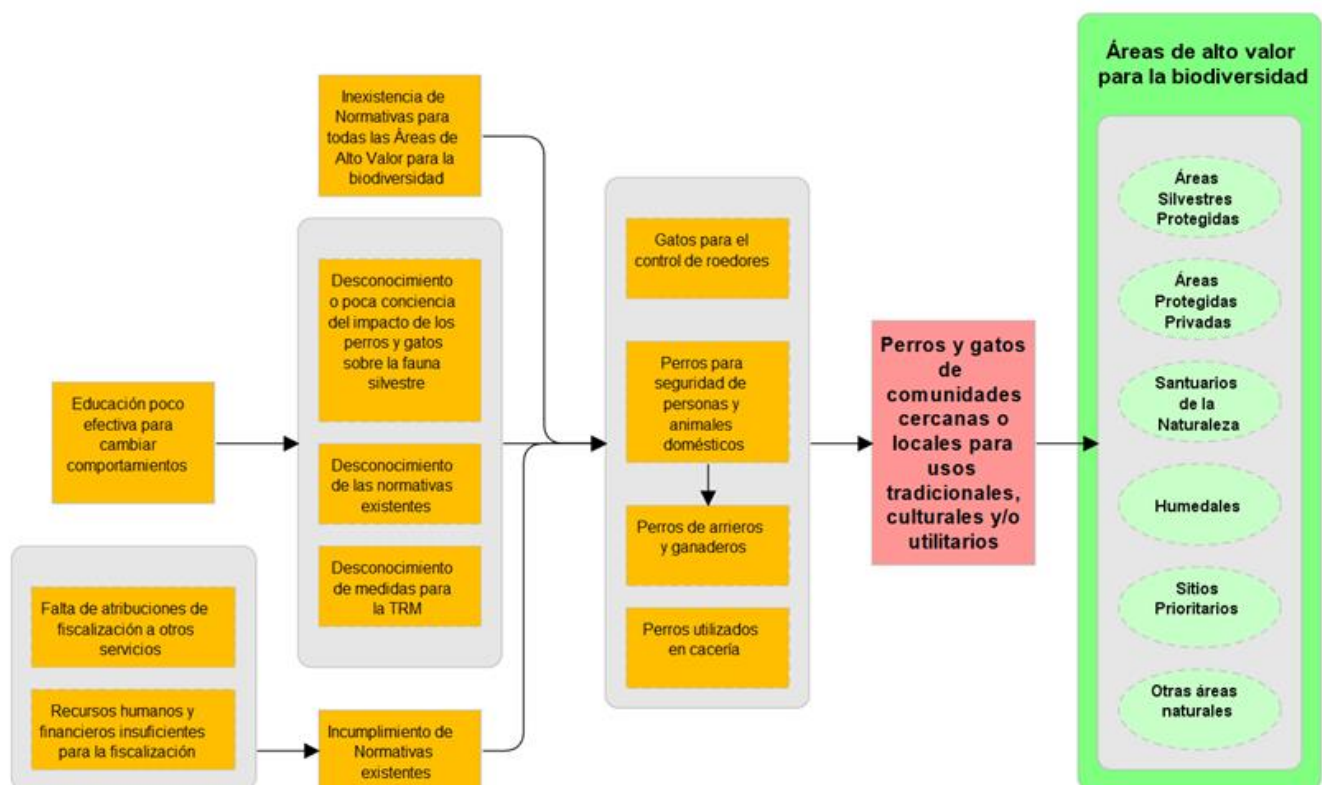 Inexistencia de
Normativas para
todas las Áreas de
Alto Valor para la
biodiversidad
Desconocimiento
o poca conciencia
del impacto de los
perros y gatos
sobre la fauna
silvestre
Educación poco
efectiva para
cambiar
comportamientos
Desconocimiento
de las normativas
existentes
Desconocimiento
de medidas para
la TRM
Falta de atribuciones de
fiscalización a otros
servicios
Recursos humanos y
financieros insuficientes
para la fiscalización
Incumplimiento de
Normativas
existentes
Gatos para el
control de roedores
Perros para
seguridad de
personas y
animales
domésticos
Perros de arrieros
y ganaderos
Perros utilizados
en cacería
Perros y gatos
de
comunidades
cercanas o
locales para
usos
tradicionales,
culturales y/o
utilitarios
Áreas de alto valor
para la biodiversidad
Áreas
Silvestres
Protegidas
Áreas
Protegidas
Privadas
Santuarios
de la
Naturaleza
Humedales
Sitios
Prioritarios
Otras áreas
naturales